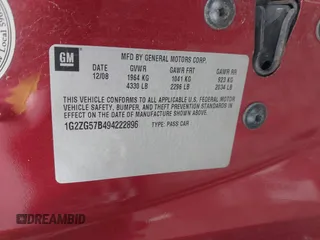 GM
MFD BY GENERAL MOTORS CORP.
DATE GVWR GAWR FRT GAWR RR
12/08 1964 KG 1041 KG 923 KG
4330 LB 2296 LB 2034 LB
THIS VEHICLE CONFORMS TO ALL APPLICABLE U.S. FEDERAL MOTOR VEHICLE SAFETY, BUMPER, AND THEFT PREVENTION STANDARDS IN EFFECT ON THE DATE OF MANUFACTURE SHOWN ABOVE.
1G2ZG57B494222896 TYPE: PASS CAR
DREAMBID